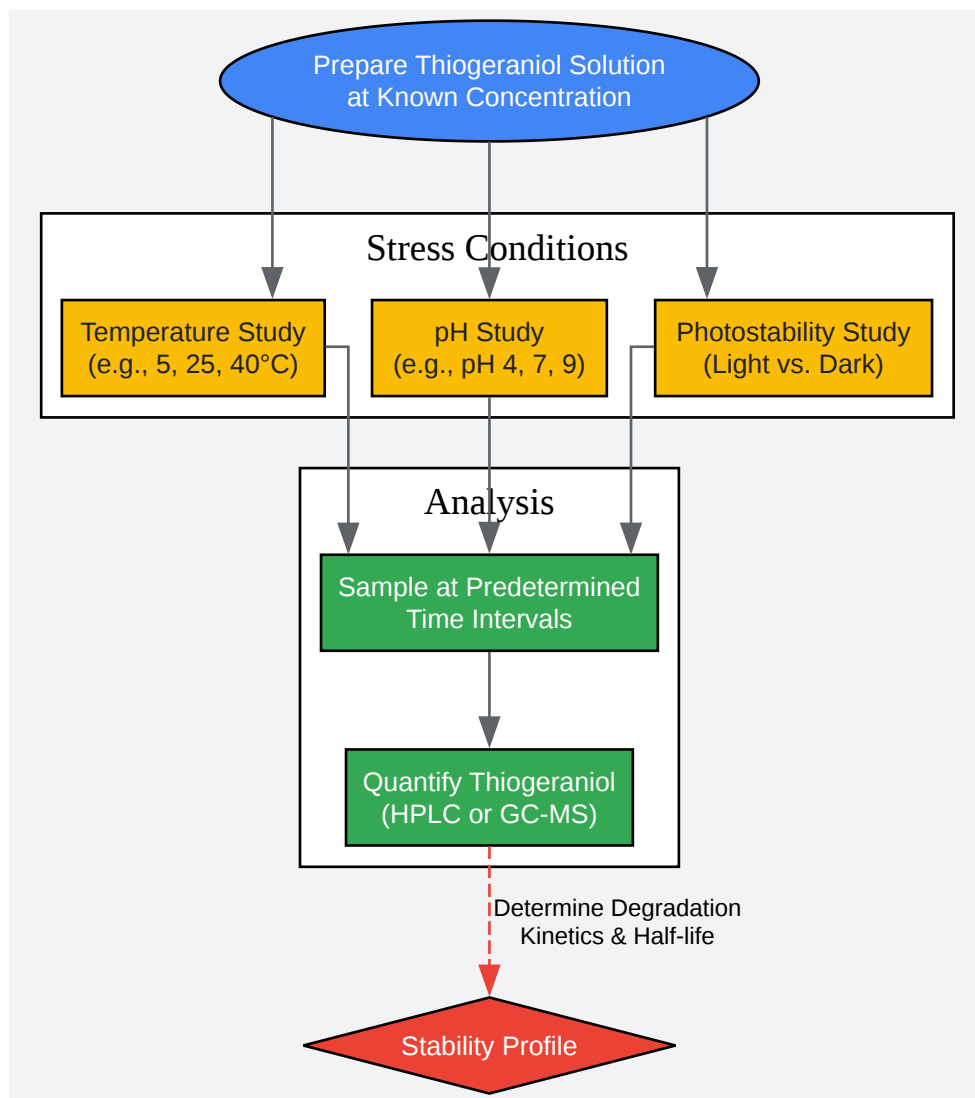 Prepare Thiogeraniol Solution
at Known Concentration
Stress Conditions
Temperature Study
(e.g., 5, 25, 40°C)
pH Study
(e.g., pH 4, 7, 9)
Photostability Study
(Light vs. Dark)
Analysis
Sample at Predetermined
Time Intervals
Quantify Thiogeraniol
(HPLC or GC-MS)
Determine Degradation
Kinetics & Half-life
Stability Profile